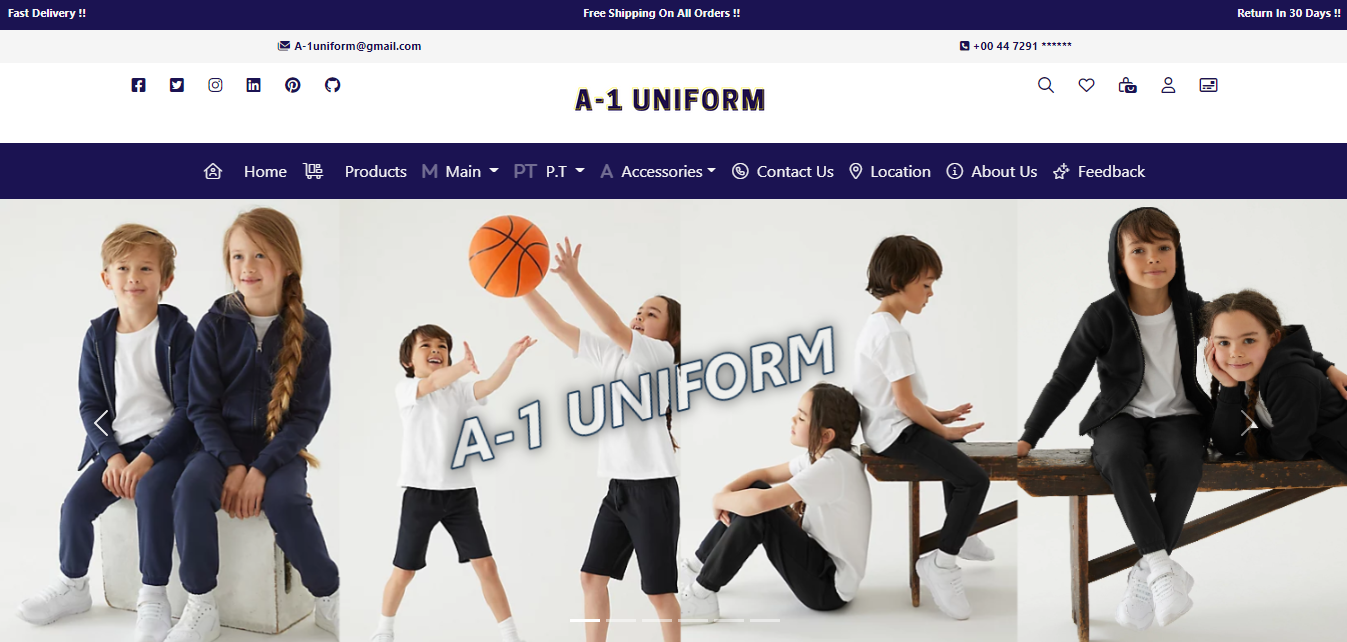 Fast Delivery !!
Free Shipping On All Orders !!
Return In 30 Days !!
A-1uniform@gmail.com
+00 44 7291 ******
A-1 UNIFORM
Home
Products
M Main
PT P.T
A Accessories
Contact Us
Location
About Us
Feedback
A-1 UNIFORM